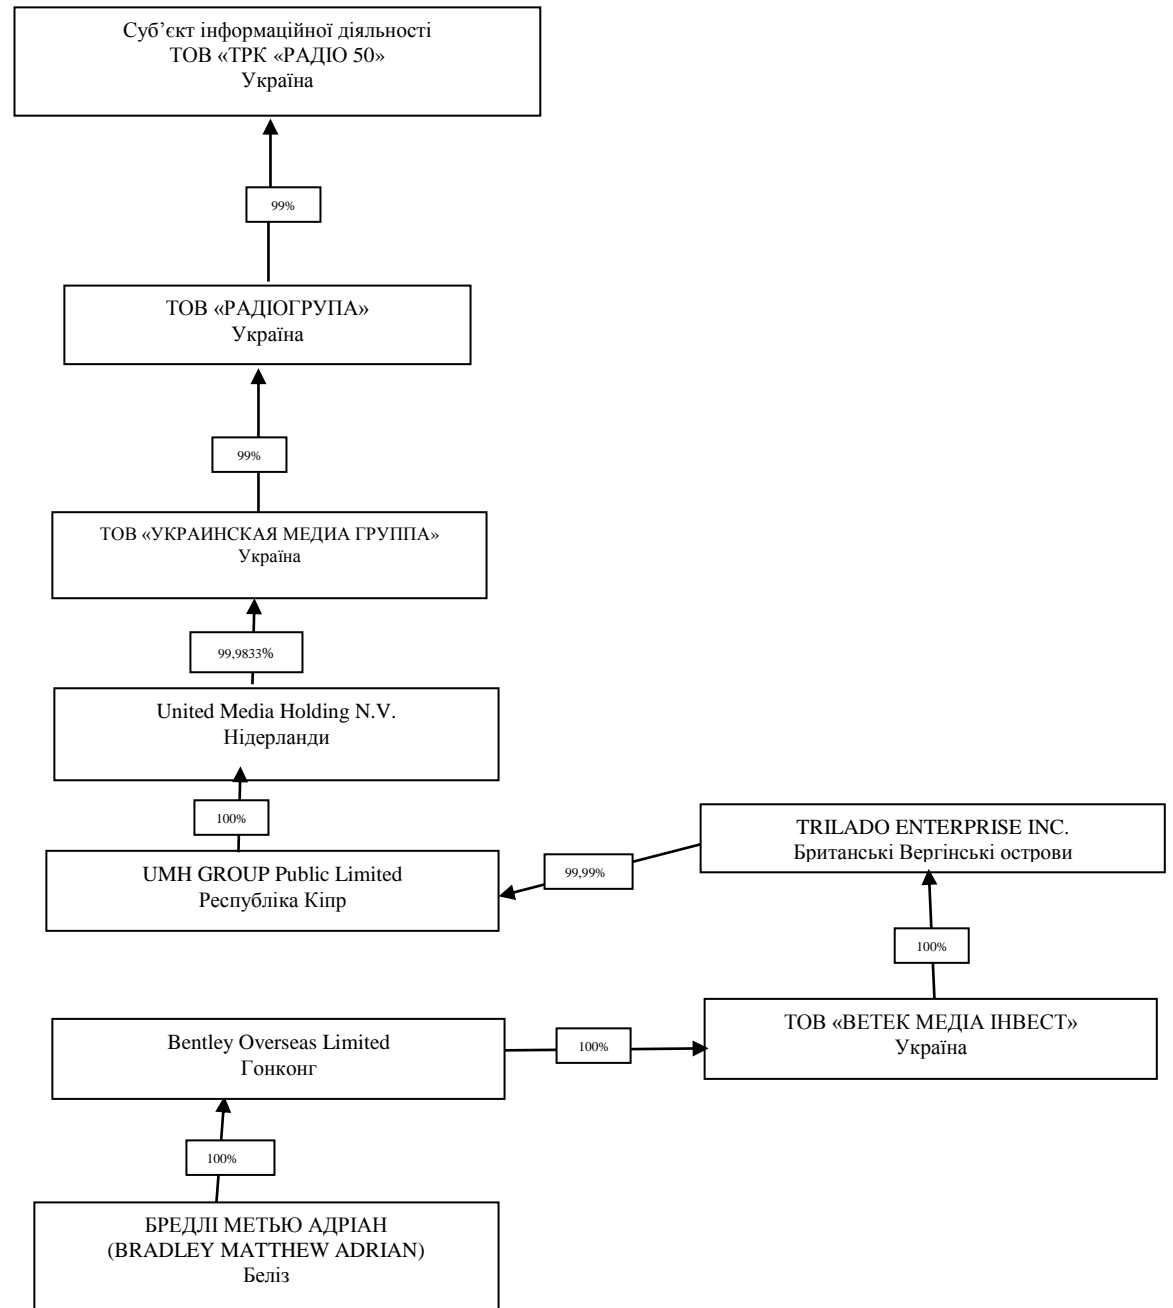 Суб’єкт інформаційної діяльності
ТОВ «ТРК «РАДІО 50»
Україна
99%
ТОВ «РАДІОГРУПА»
Україна
99%
ТОВ «УКРАИНСКАЯ МЕДИА ГРУППА»
Україна
99,9833%
United Media Holding N.V.
Нідерланди
100%
UMH GROUP Public Limited
Республіка Кіпр
99,99%
TRILADO ENTERPRISE INC.
Британські Вергінські острови
100%
ТОВ «ВЕТЕК МЕДІА ІНВЕСТ»
Україна
100%
Bentley Overseas Limited
Гонконг
100%
БРЕДЛІ МЕТЬЮ АДРІАН
(BRADLEY MATTHEW ADRIAN)
Беліз